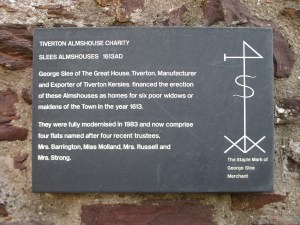 TIVERTON ALMSHOUSE CHARITY
SLEES ALMSHOUSES 1613AD
George Slee of The Great House, Tiverton, Manufacturer
and Exporter of Tiverton Kersies, financed the erection
of these Almshouses as homes for six poor widows or
maidens of the Town in the year 1613.
They were fully modernised in 1983 and now comprise
four flats named after four recent trustees.
Mrs. Barrington, Miss Molland, Mrs. Russell and
Mrs. Strong.
The Staple Mark of
George Slee
Merchant